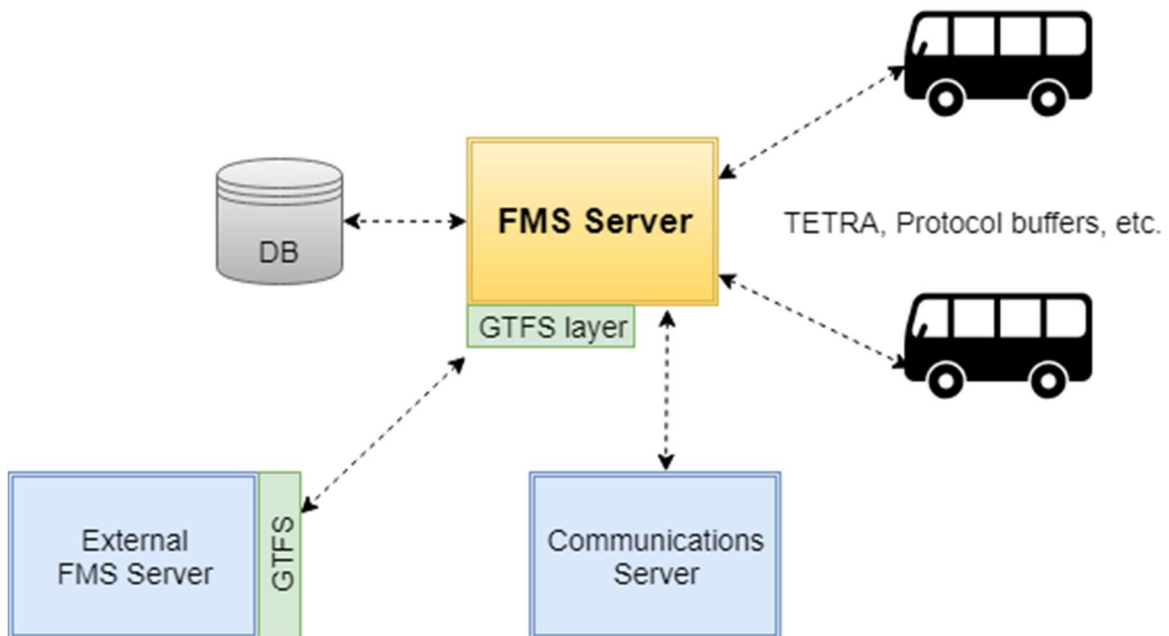 FMS Server
DB
TETRA, Protocol buffers, etc.
GTFS layer
External
FMS Server
GTFS
Communications
Server